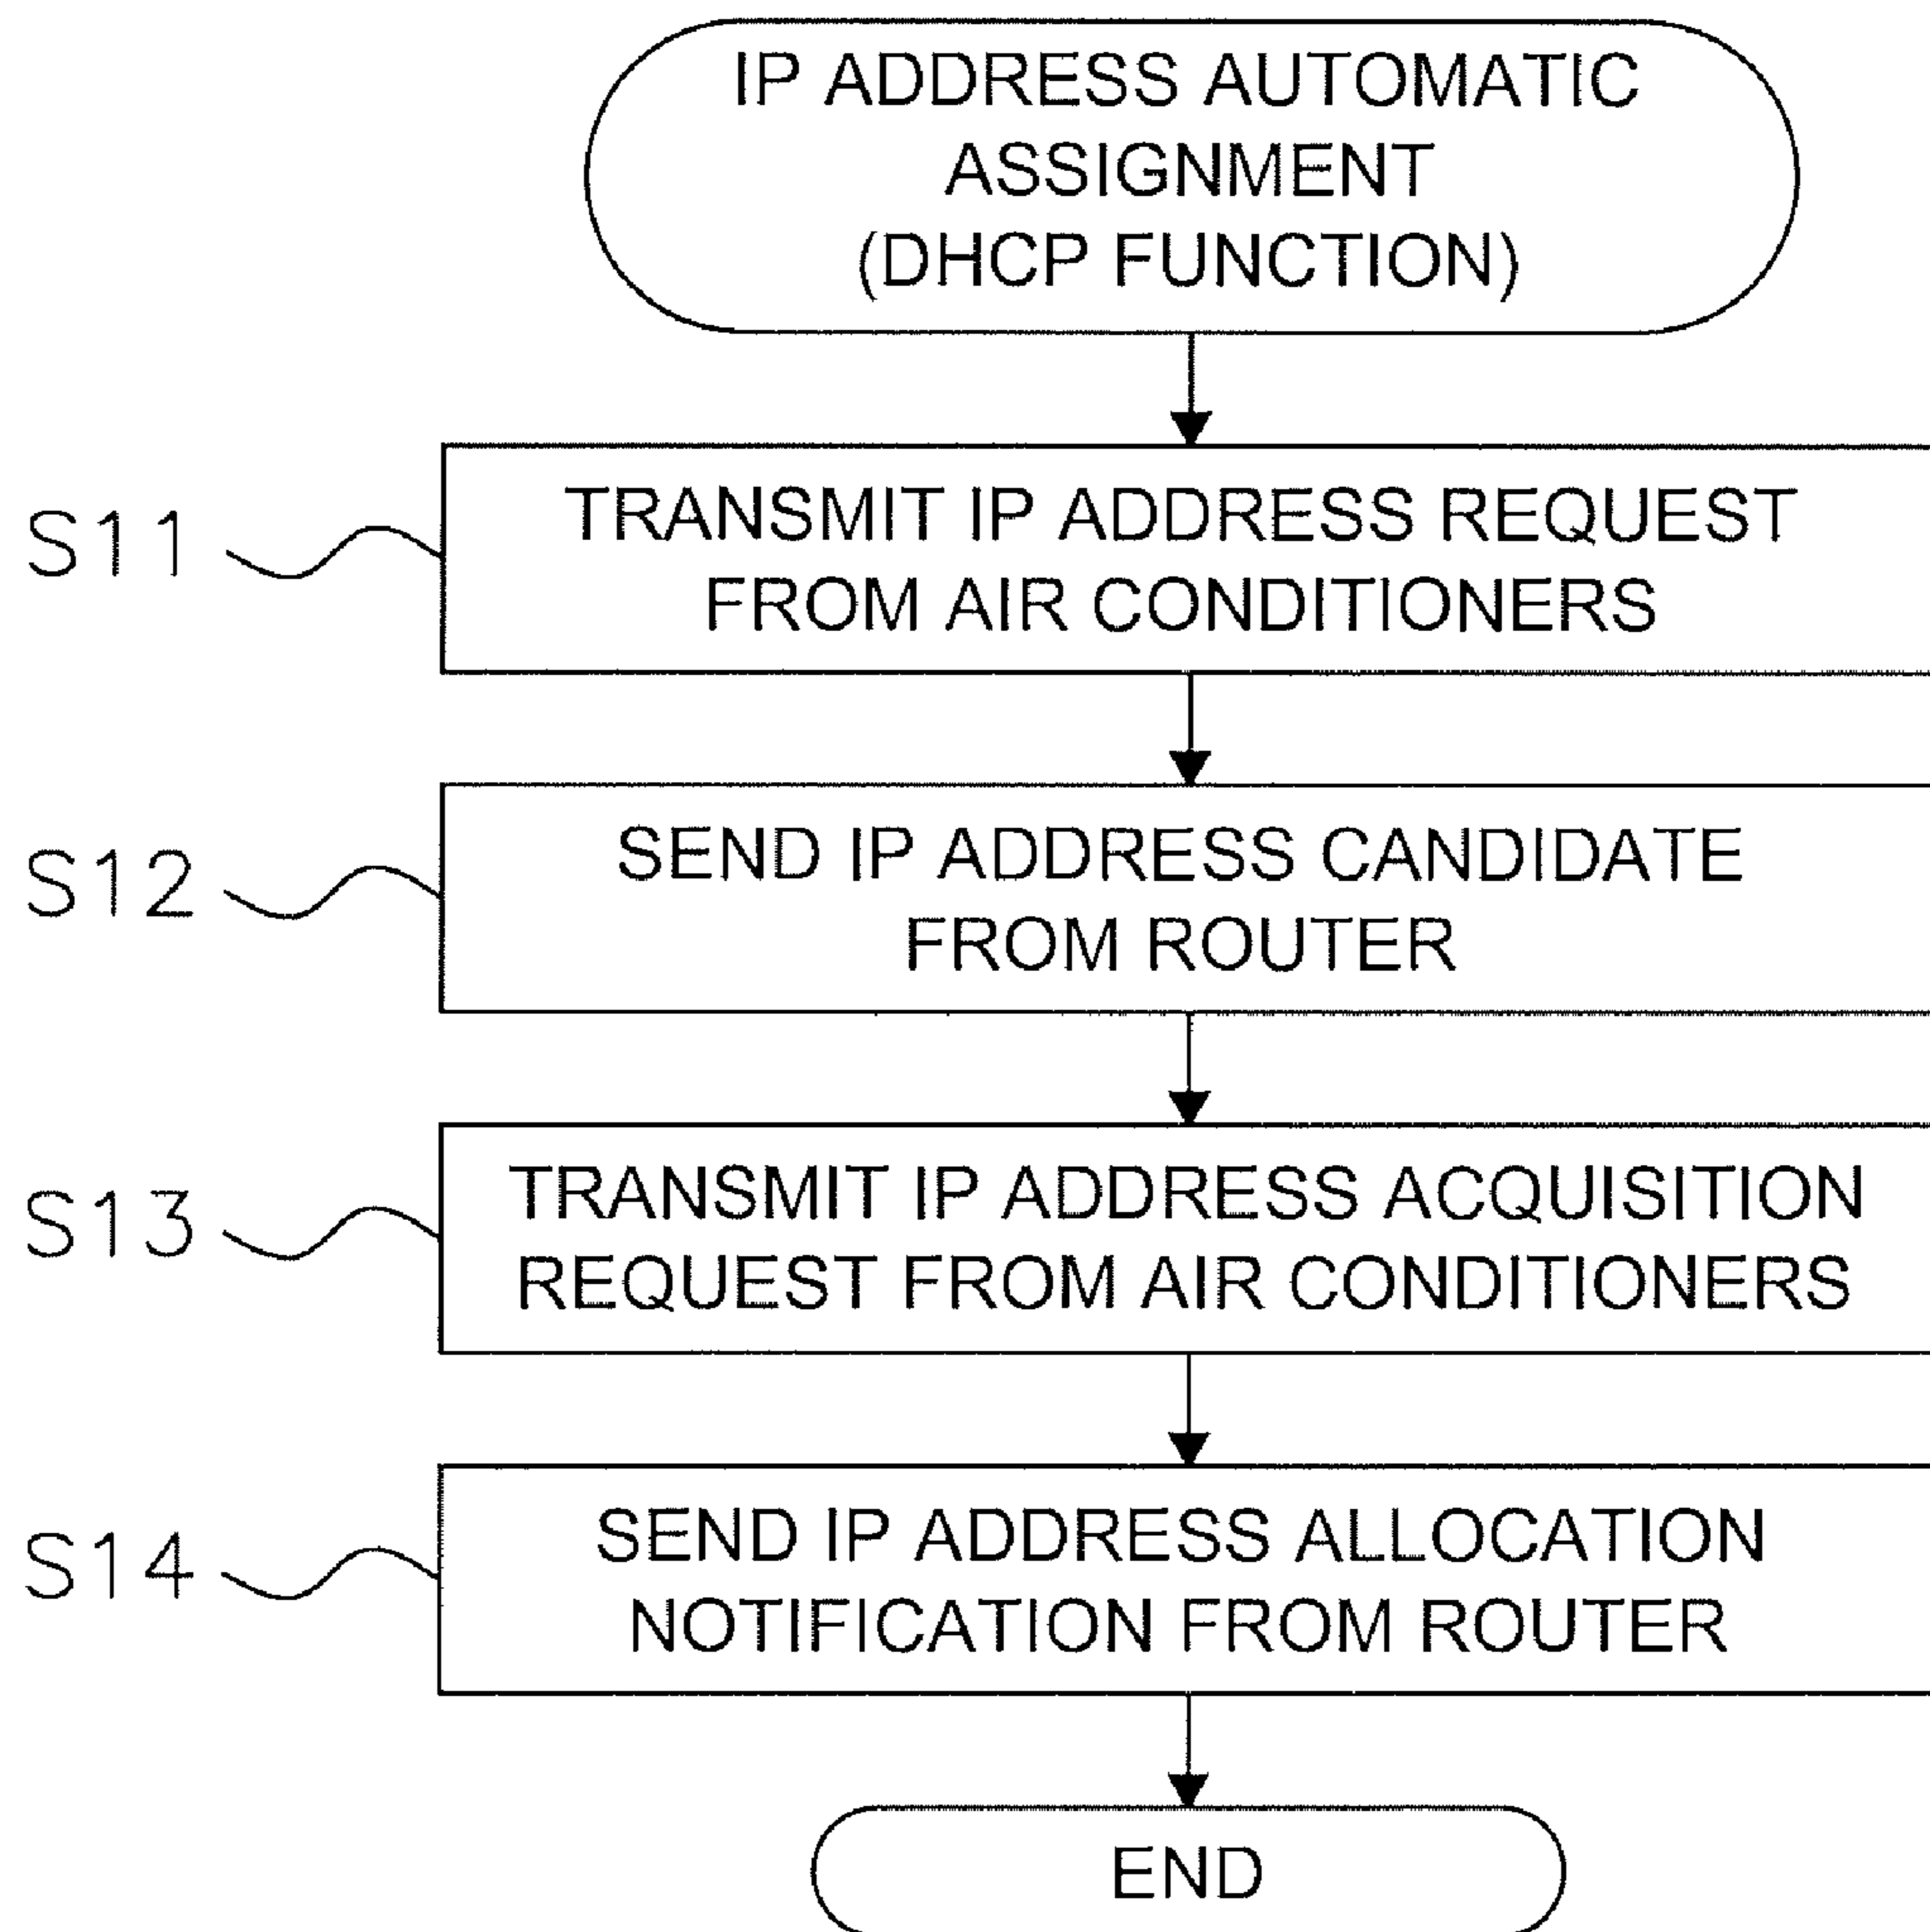 IP ADDRESS AUTOMATIC
ASSIGNMENT
(DHCP FUNCTION)
S11
TRANSMIT IP ADDRESS REQUEST
FROM AIR CONDITIONERS
S12
SEND IP ADDRESS CANDIDATE
FROM ROUTER
S13
TRANSMIT IP ADDRESS ACQUISITION
REQUEST FROM AIR CONDITIONERS
S14
SEND IP ADDRESS ALLOCATION
NOTIFICATION FROM ROUTER
END